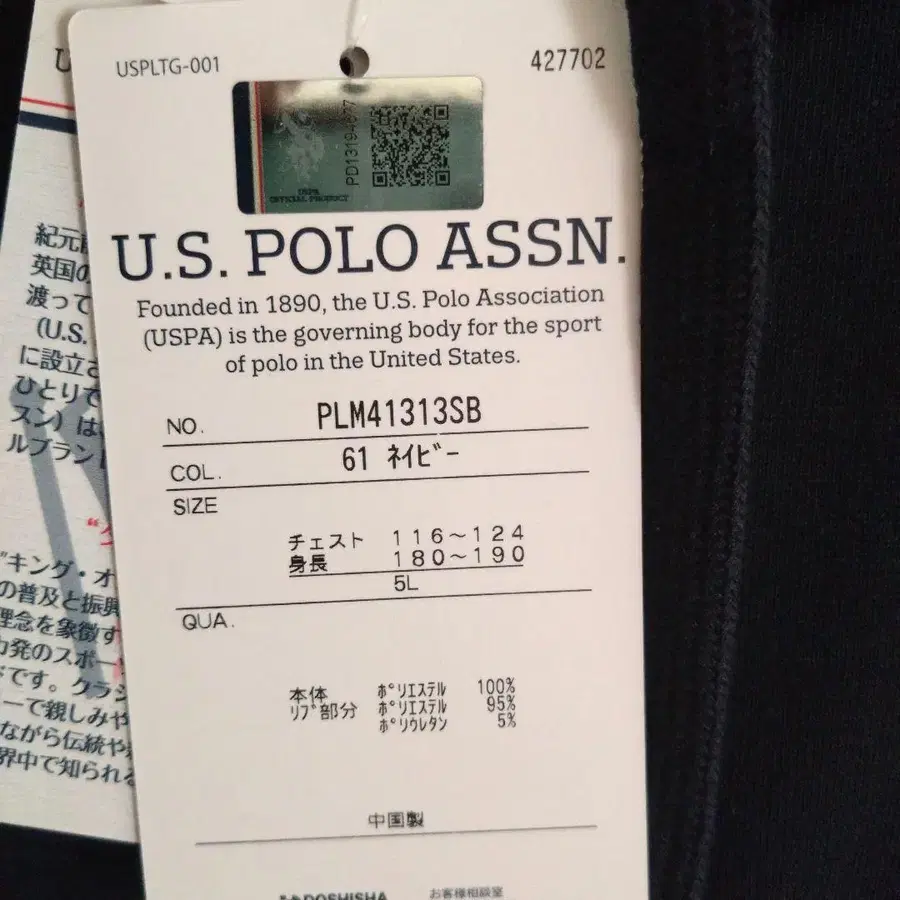 USPLTG-001
427702
PD13194677
USPA
OFFICIAL PRODUCT
U.S. POLO ASSN.
Founded in 1890, the U.S. Polo Association
(USPA) is the governing body for the sport
of polo in the United States.
NO. PLM41313SB
COL. 61 ﾈｲﾋﾞｰ
SIZE
チェスト 116～124
身長 180～190
5L
QUA.
本体 ﾎﾟﾘｴｽﾃﾙ 100%
ﾘﾌﾞ部分 ﾎﾟﾘｴｽﾃﾙ 95%
ﾎﾟﾘｳﾚﾀﾝ 5%
中国製
DOSHISHA
お客様相談室
U
紀元
英国の
渡って
(U.S.
に設立さ
ひとりで
スン）は
ルブラン
"キング・オ
の普及と振興
理念を象徴す
力発のスポー
です。クラシ
ーで親しみや
ながら伝統や
界中で知られる